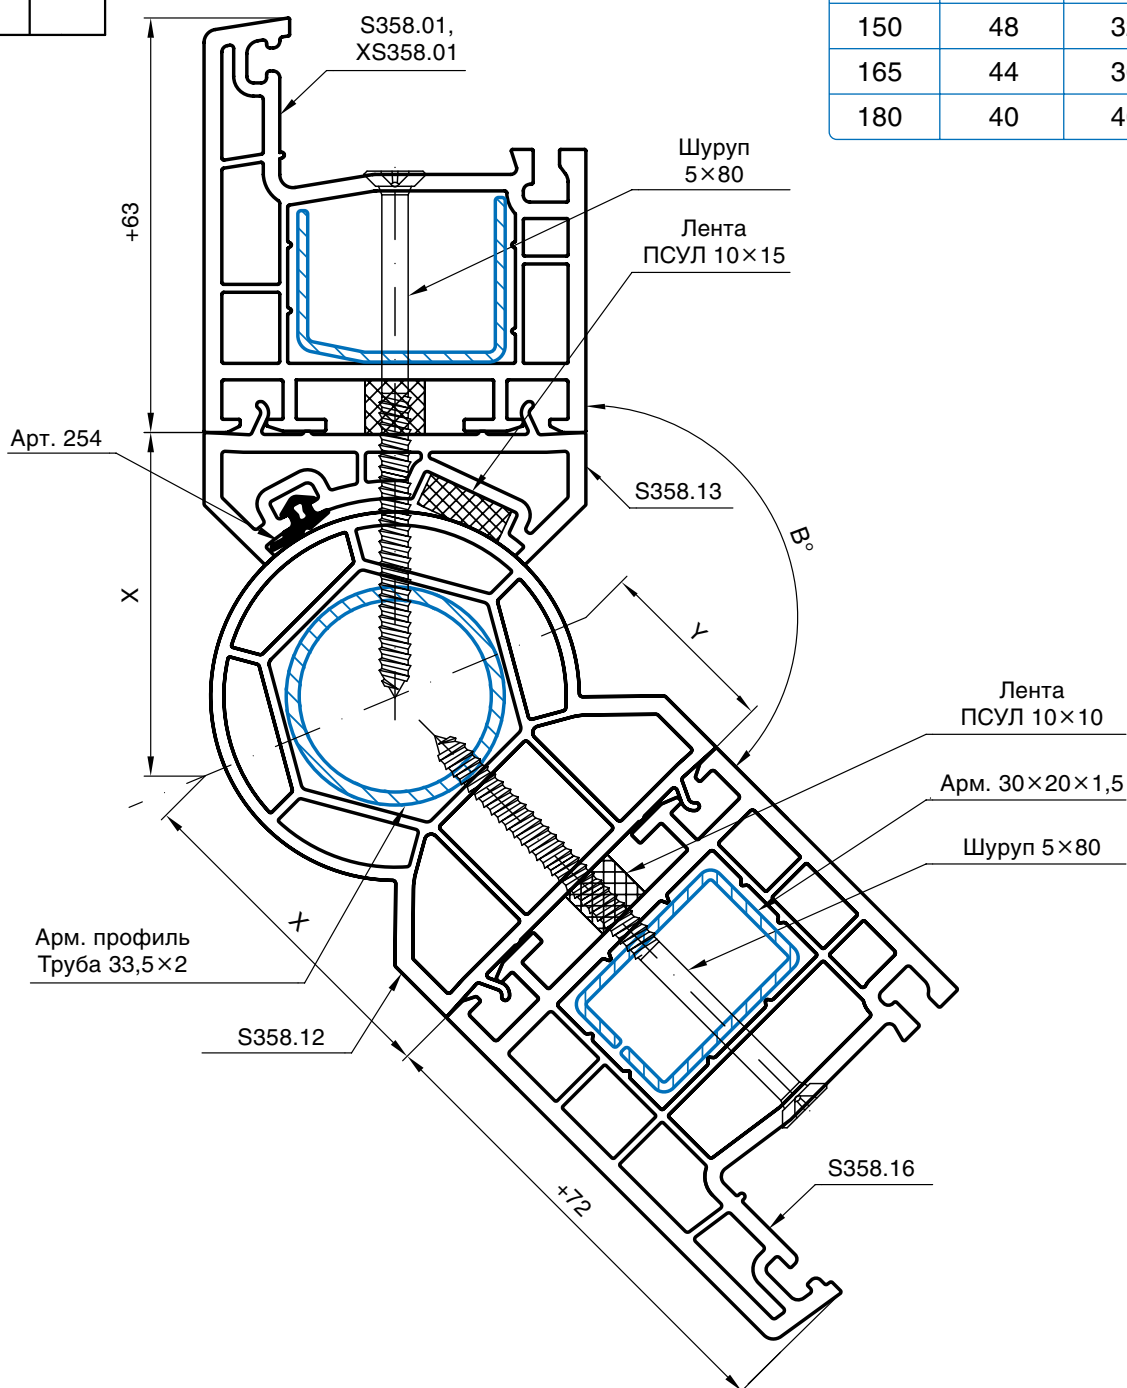 S358.01,
XS358.01
150 48
165 44
180 40
Шуруп
5×80
Лента
ПСУЛ 10×15
+63
Арт. 254
S358.13
B°
X
Y
Лента
ПСУЛ 10×10
Арм. 30×20×1,5
Шуруп 5×80
X
Арм. профиль
Труба 33,5×2
S358.12
S358.16
+72